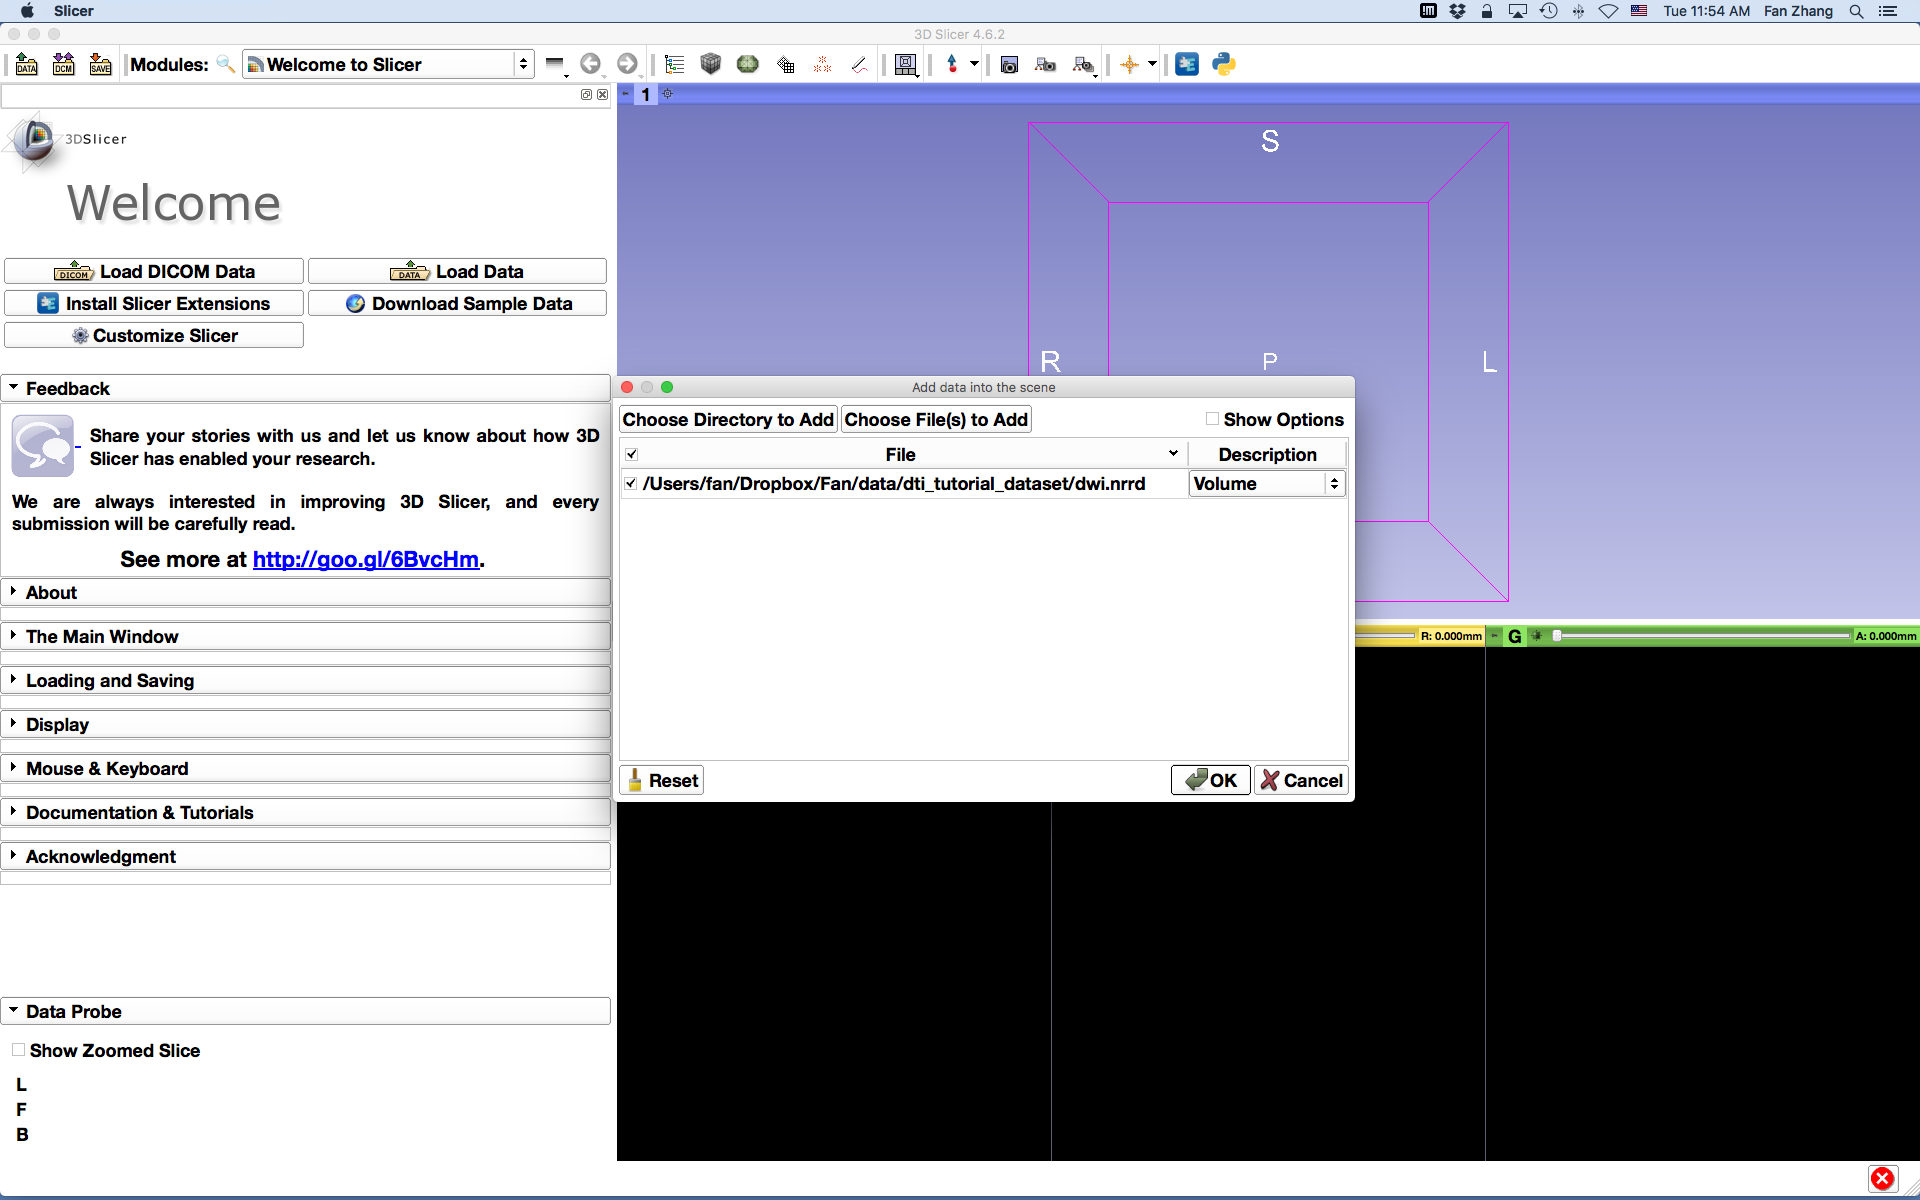 Slicer
Tue 11:54 AM Fan Zhang
3D Slicer 4.6.2
DATA
DCM
SAVE
Modules:
Welcome to Slicer
1
3DSlicer
Welcome
DICOM Load DICOM Data
DATA Load Data
Install Slicer Extensions
Download Sample Data
Customize Slicer
Feedback
Share your stories with us and let us know about how 3D
Slicer has enabled your research.
We are always interested in improving 3D Slicer, and every
submission will be carefully read.
See more at http://goo.gl/6BvcHm.
About
The Main Window
Loading and Saving
Display
Mouse & Keyboard
Documentation & Tutorials
Acknowledgment
Data Probe
Show Zoomed Slice
L
F
B
S
R
P
L
Add data into the scene
Choose Directory to Add
Choose File(s) to Add
Show Options
File
Description
/Users/fan/Dropbox/Fan/data/dti_tutorial_dataset/dwi.nrrd
Volume
Reset
OK
Cancel
R: 0.000mm
G
A: 0.000mm